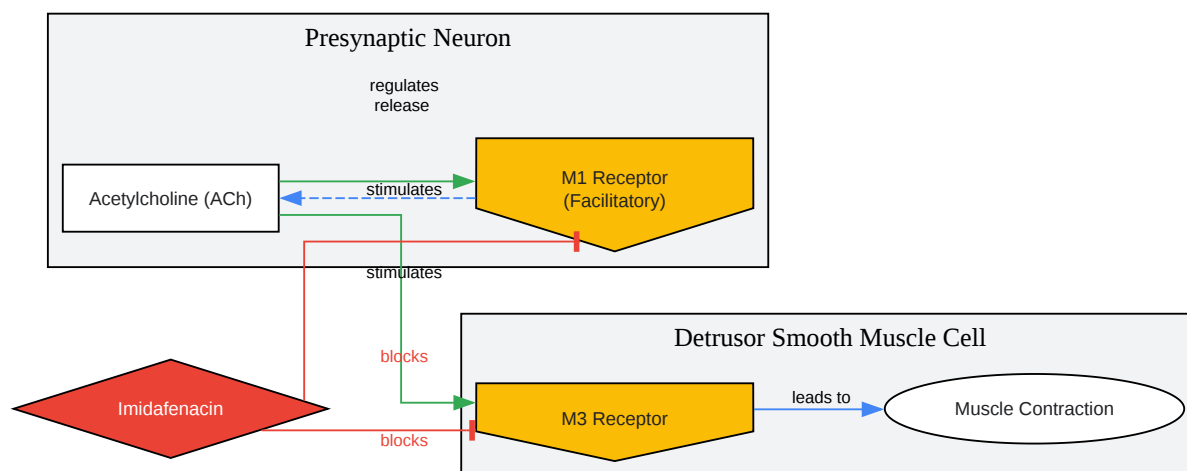 Presynaptic Neuron
regulates
release
Acetylcholine (ACh)
stimulates
M1 Receptor
(Facilitatory)
stimulates
Detrusor Smooth Muscle Cell
blocks
Imidafenacin
blocks
M3 Receptor
leads to
Muscle Contraction